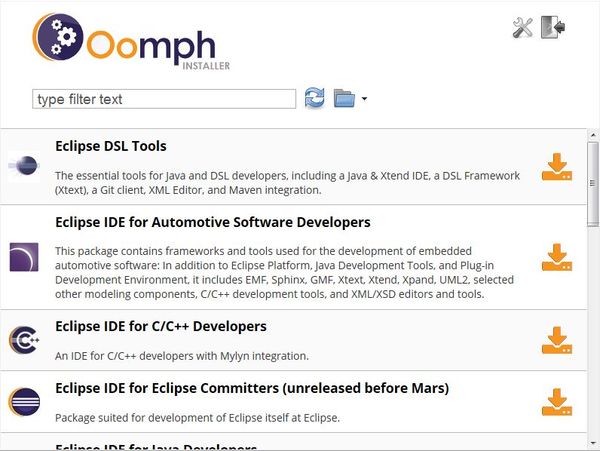 Oomph
INSTALLER
type filter text
Eclipse DSL Tools
The essential tools for Java and DSL developers, including a Java & Xtend IDE, a DSL Framework
(Xtext), a Git client, XML Editor, and Maven integration.
Eclipse IDE for Automotive Software Developers
This package contains frameworks and tools used for the development of embedded
automotive software: In addition to Eclipse Platform, Java Development Tools, and Plug-in
Development Environment, it includes EMF, Sphinx, GMF, Xtext, Xtend, Xpand, UML2, selected
other modeling components, C/C++ development tools, and XML/XSD editors and tools.
Eclipse IDE for C/C++ Developers
An IDE for C/C++ developers with Mylyn integration.
Eclipse IDE for Eclipse Committers (unreleased before Mars)
Package suited for development of Eclipse itself at Eclipse.
Eclipse IDE for Java Developers